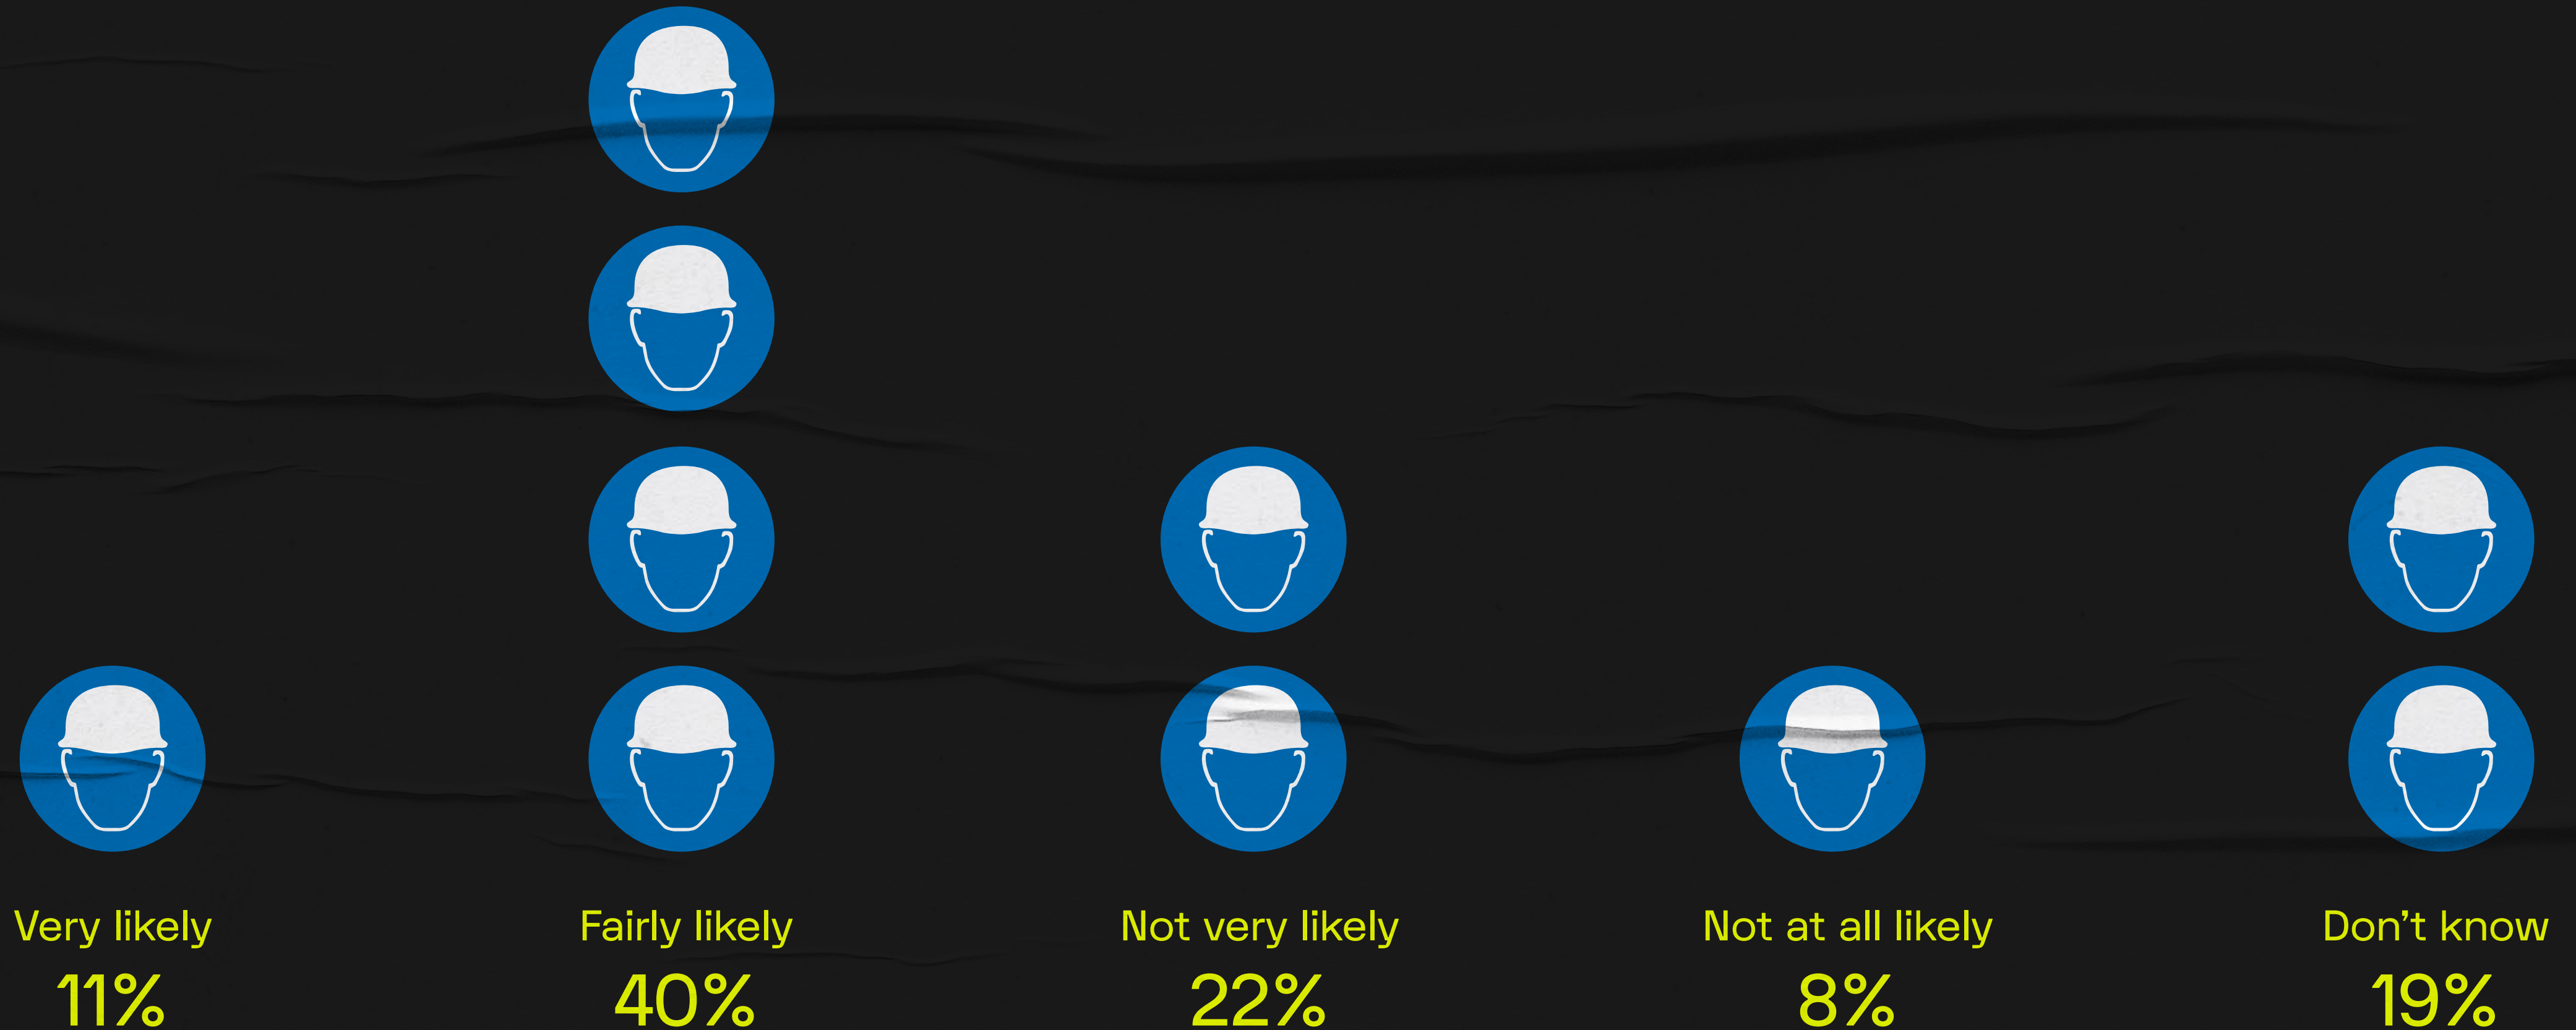 Very likely Fairly likely Not very likely Not at all likely Don’t know
11% 40% 22% 8% 19%